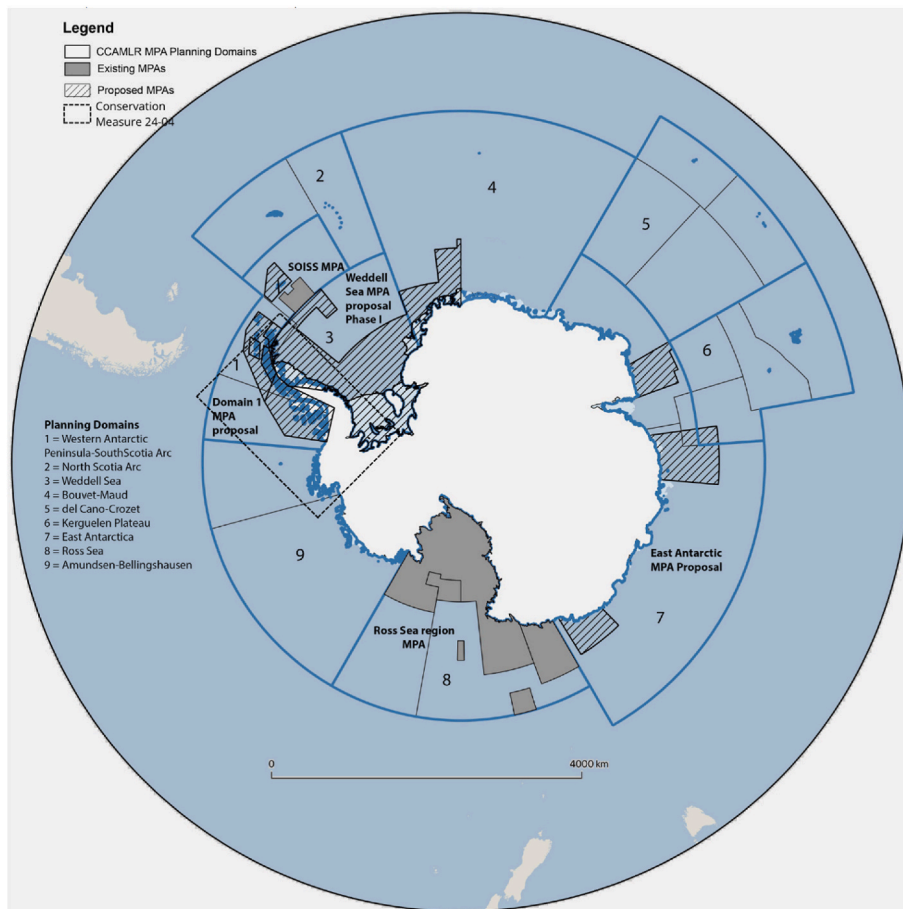 Legend
CCAMLR MPA Planning Domains
Existing MPAs
Proposed MPAs
Conservation
Measure 24-04
2
4
5
SOISS MPA
Weddell
Sea MPA
proposal
Phase I
3
6
1
Domain 1
MPA
proposal
Planning Domains
1 = Western Antarctic
Peninsula-SouthScotia Arc
2 = North Scotia Arc
3 = Weddell Sea
4 = Bouvet-Maud
5 = del Cano-Crozet
6 = Kerguelen Plateau
7 = East Antarctica
8 = Ross Sea
9 = Amundsen-Bellingshausen
9
East Antarctic
MPA Proposal
7
Ross Sea region
MPA
8
0
4000 km